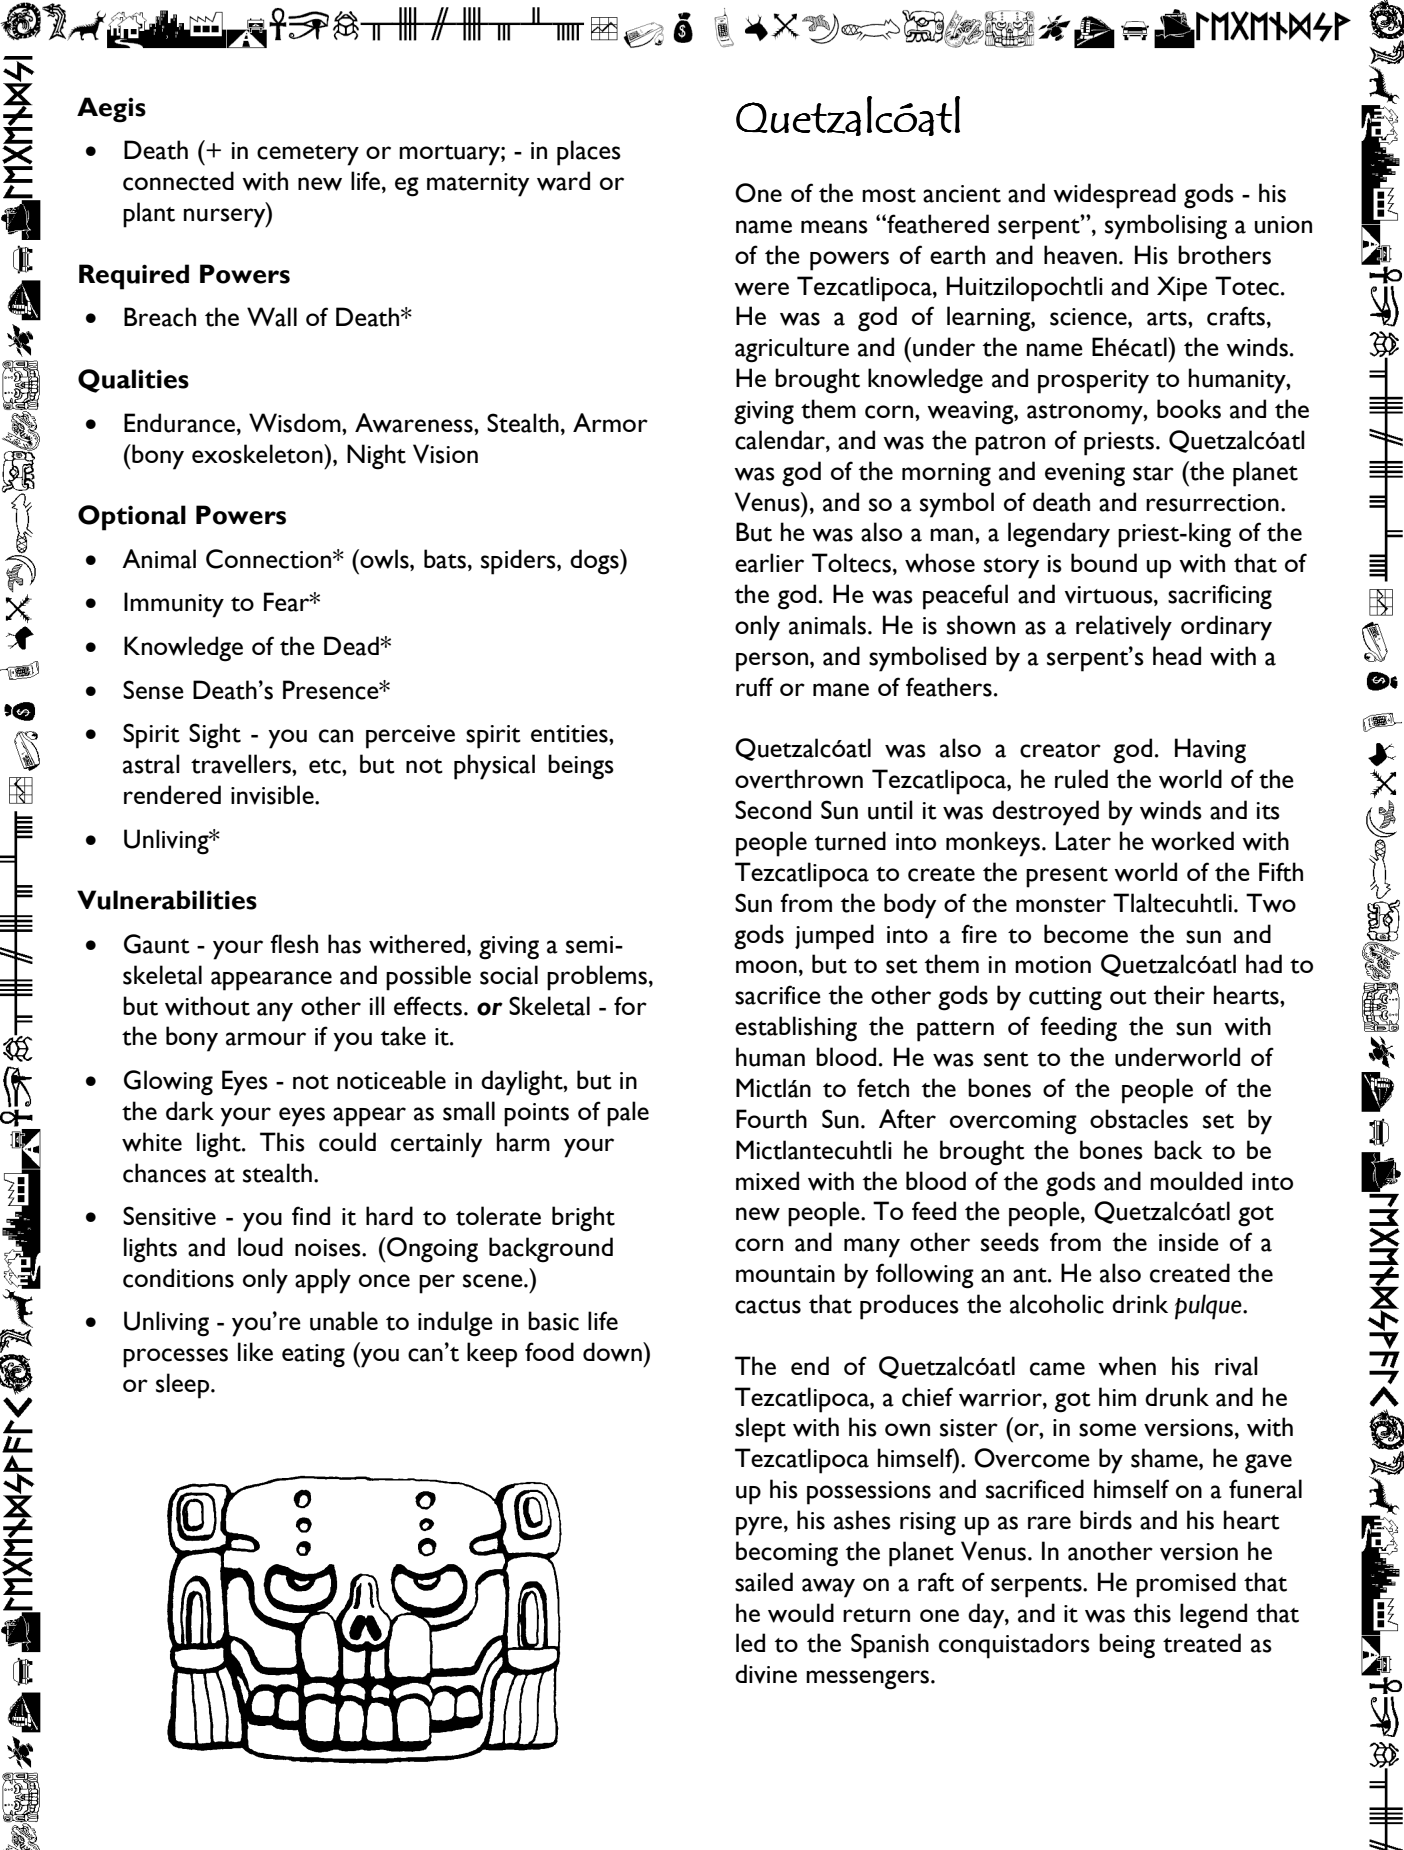 Aegis
• Death (+ in cemetery or mortuary; - in places
connected with new life, eg maternity ward or
plant nursery)
Required Powers
• Breach the Wall of Death*
Qualities
• Endurance, Wisdom, Awareness, Stealth, Armor
(bony exoskeleton), Night Vision
Optional Powers
• Animal Connection* (owls, bats, spiders, dogs)
• Immunity to Fear*
• Knowledge of the Dead*
• Sense Death's Presence*
• Spirit Sight - you can perceive spirit entities,
astral travellers, etc, but not physical beings
rendered invisible.
• Unliving*
Vulnerabilities
• Gaunt - your flesh has withered, giving a semi-
skeletal appearance and possible social problems,
but without any other ill effects. or Skeletal - for
the bony armour if you take it.
• Glowing Eyes - not noticeable in daylight, but in
the dark your eyes appear as small points of pale
white light. This could certainly harm your
chances at stealth.
• Sensitive - you find it hard to tolerate bright
lights and loud noises. (Ongoing background
conditions only apply once per scene.)
• Unliving - you're unable to indulge in basic life
processes like eating (you can't keep food down)
or sleep.
Quetzalcóatl
One of the most ancient and widespread gods - his
name means “feathered serpent”, symbolising a union
of the powers of earth and heaven. His brothers
were Tezcatlipoca, Huitzilopochtli and Xipe Totec.
He was a god of learning, science, arts, crafts,
agriculture and (under the name Ehécatl) the winds.
He brought knowledge and prosperity to humanity,
giving them corn, weaving, astronomy, books and the
calendar, and was the patron of priests. Quetzalcóatl
was god of the morning and evening star (the planet
Venus), and so a symbol of death and resurrection.
But he was also a man, a legendary priest-king of the
earlier Toltecs, whose story is bound up with that of
the god. He was peaceful and virtuous, sacrificing
only animals. He is shown as a relatively ordinary
person, and symbolised by a serpent's head with a
ruff or mane of feathers.
Quetzalcóatl was also a creator god. Having
overthrown Tezcatlipoca, he ruled the world of the
Second Sun until it was destroyed by winds and its
people turned into monkeys. Later he worked with
Tezcatlipoca to create the present world of the Fifth
Sun from the body of the monster Tlaltecuhtli. Two
gods jumped into a fire to become the sun and
moon, but to set them in motion Quetzalcóatl had to
sacrifice the other gods by cutting out their hearts,
establishing the pattern of feeding the sun with
human blood. He was sent to the underworld of
Mictlán to fetch the bones of the people of the
Fourth Sun. After overcoming obstacles set by
Mictlantecuhtli he brought the bones back to be
mixed with the blood of the gods and moulded into
new people. To feed the people, Quetzalcóatl got
corn and many other seeds from the inside of a
mountain by following an ant. He also created the
cactus that produces the alcoholic drink pulque.
The end of Quetzalcóatl came when his rival
Tezcatlipoca, a chief warrior, got him drunk and he
slept with his own sister (or, in some versions, with
Tezcatlipoca himself). Overcome by shame, he gave
up his possessions and sacrificed himself on a funeral
pyre, his ashes rising up as rare birds and his heart
becoming the planet Venus. In another version he
sailed away on a raft of serpents. He promised that
he would return one day, and it was this legend that
led to the Spanish conquistadors being treated as
divine messengers.